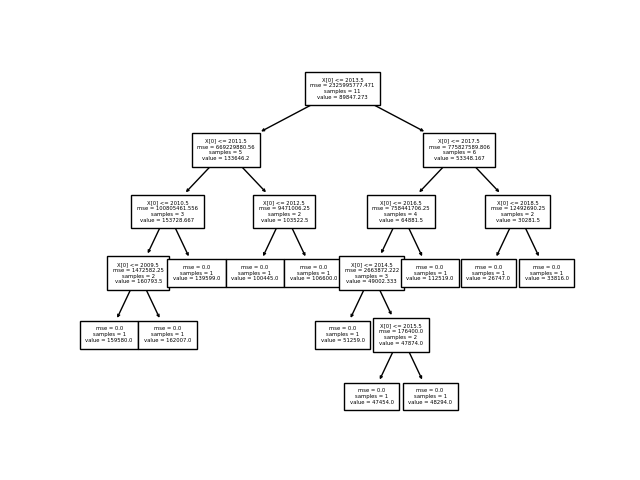 X[0] <= 2013.5
mse = 2325995777.471
samples = 11
value = 89847.273
X[0] <= 2011.5
mse = 669229880.56
samples = 5
value = 133646.2
X[0] <= 2017.5
mse = 775827589.806
samples = 6
value = 53348.167
X[0] <= 2010.5
mse = 100805461.556
samples = 3
value = 153728.667
X[0] <= 2012.5
mse = 9471006.25
samples = 2
value = 103522.5
X[0] <= 2016.5
mse = 758441706.25
samples = 4
value = 64881.5
X[0] <= 2018.5
mse = 12492690.25
samples = 2
value = 30281.5
X[0] <= 2009.5
mse = 1472582.25
samples = 2
value = 160793.5
mse = 0.0
samples = 1
value = 139599.0
mse = 0.0
samples = 1
value = 100445.0
mse = 0.0
samples = 1
value = 106600.0
X[0] <= 2014.5
mse = 2663872.222
samples = 3
value = 49002.333
mse = 0.0
samples = 1
value = 112519.0
mse = 0.0
samples = 1
value = 26747.0
mse = 0.0
samples = 1
value = 33816.0
mse = 0.0
samples = 1
value = 159580.0
mse = 0.0
samples = 1
value = 162007.0
mse = 0.0
samples = 1
value = 51259.0
X[0] <= 2015.5
mse = 176400.0
samples = 2
value = 47874.0
mse = 0.0
samples = 1
value = 47454.0
mse = 0.0
samples = 1
value = 48294.0